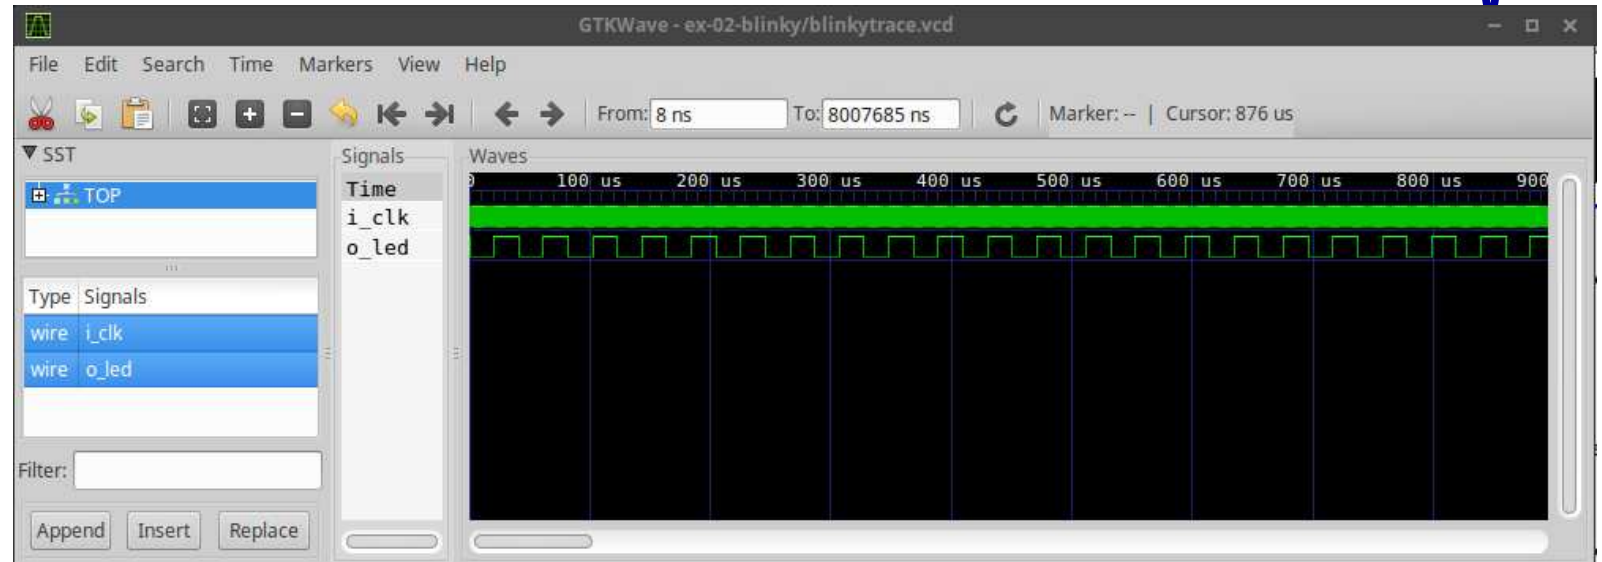 GTKWave - ex-02-blinky/blinkytrace.vcd
File Edit Search Time Markers View Help
From: 8 ns To: 8007685 ns Marker: -- | Cursor: 876 us
SST
TOP
Type Signals
wire i_clk
wire o_led
Filter:
Append Insert Replace
Signals
Time
i_clk
o_led
Waves
0 100 us 200 us 300 us 400 us 500 us 600 us 700 us 800 us 900